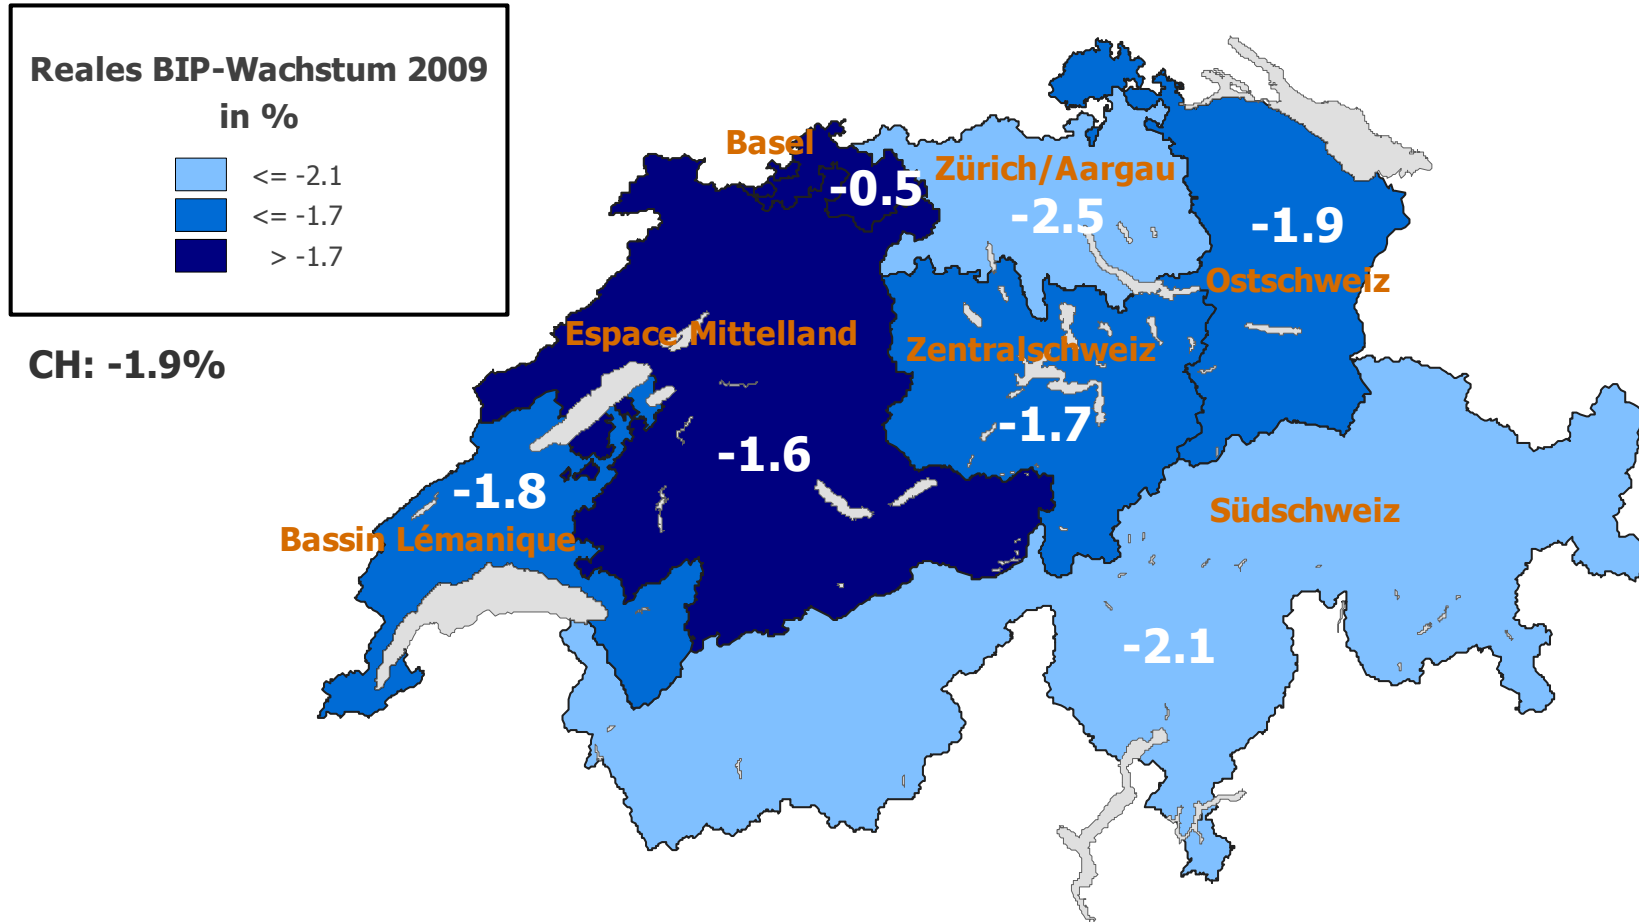 Reales BIP-Wachstum 2009
in %
<= -2.1
<= -1.7
> -1.7
CH: -1.9%
Basel
-0.5
Zürich/Aargau
-2.5
-1.9
Ostschweiz
Espace Mittelland
-1.6
Zentralschweiz
-1.7
-1.8
Bassin Lémanique
Südschweiz
-2.1